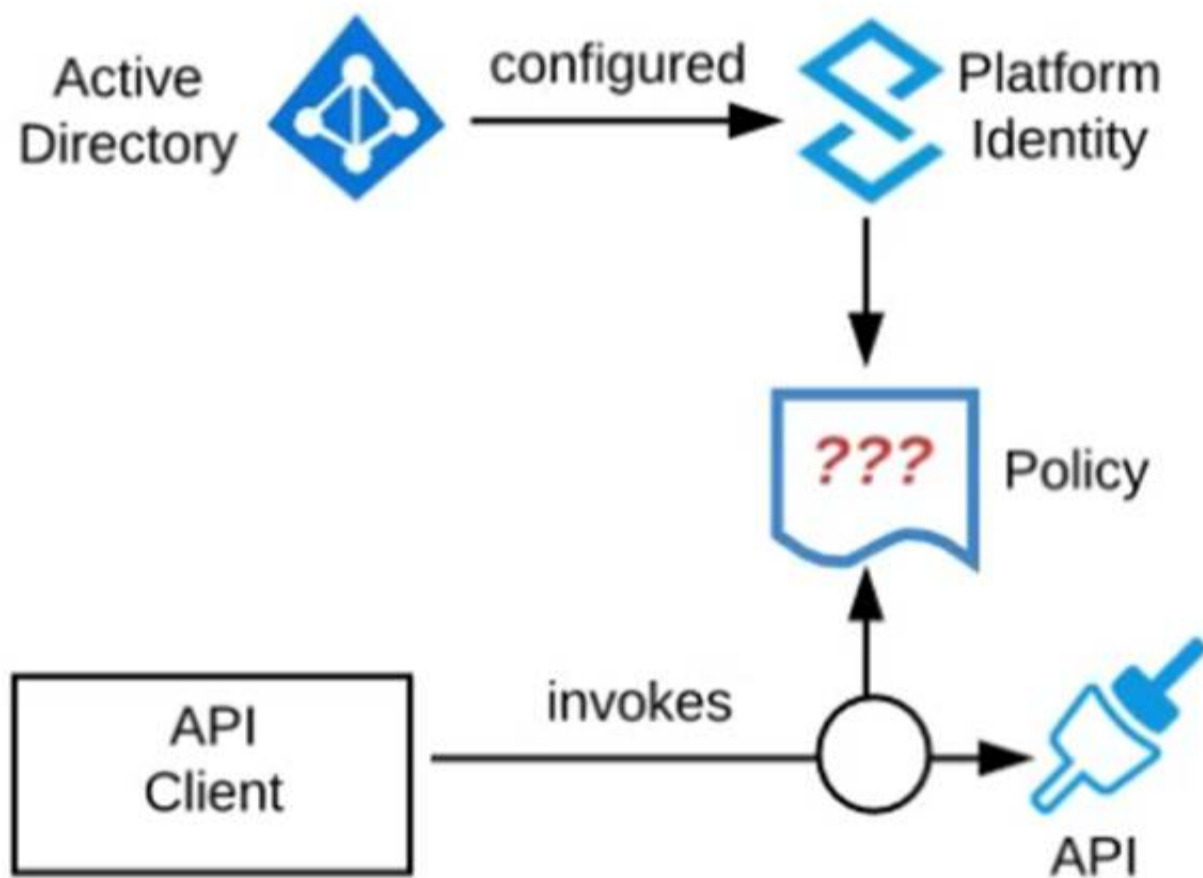 Active
Directory
configured
Platform
Identity
???
Policy
API
Client
invokes
API